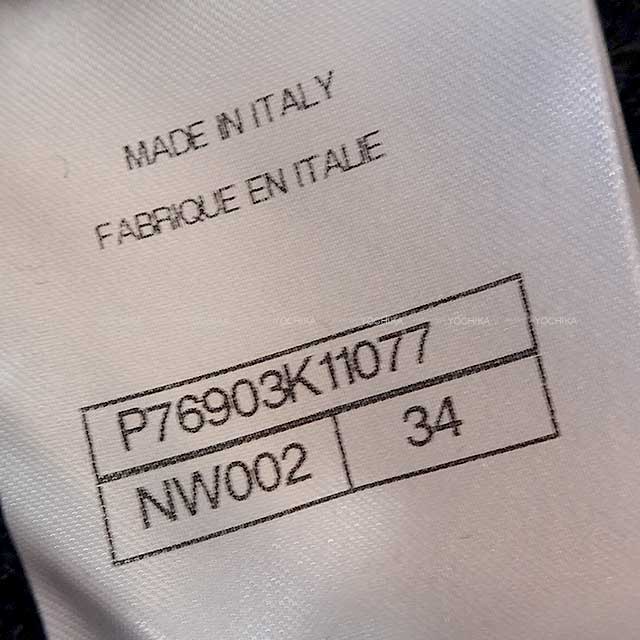 MADE IN ITALY
FABRIQUE EN ITALIE
P76903K11077
NW002 34